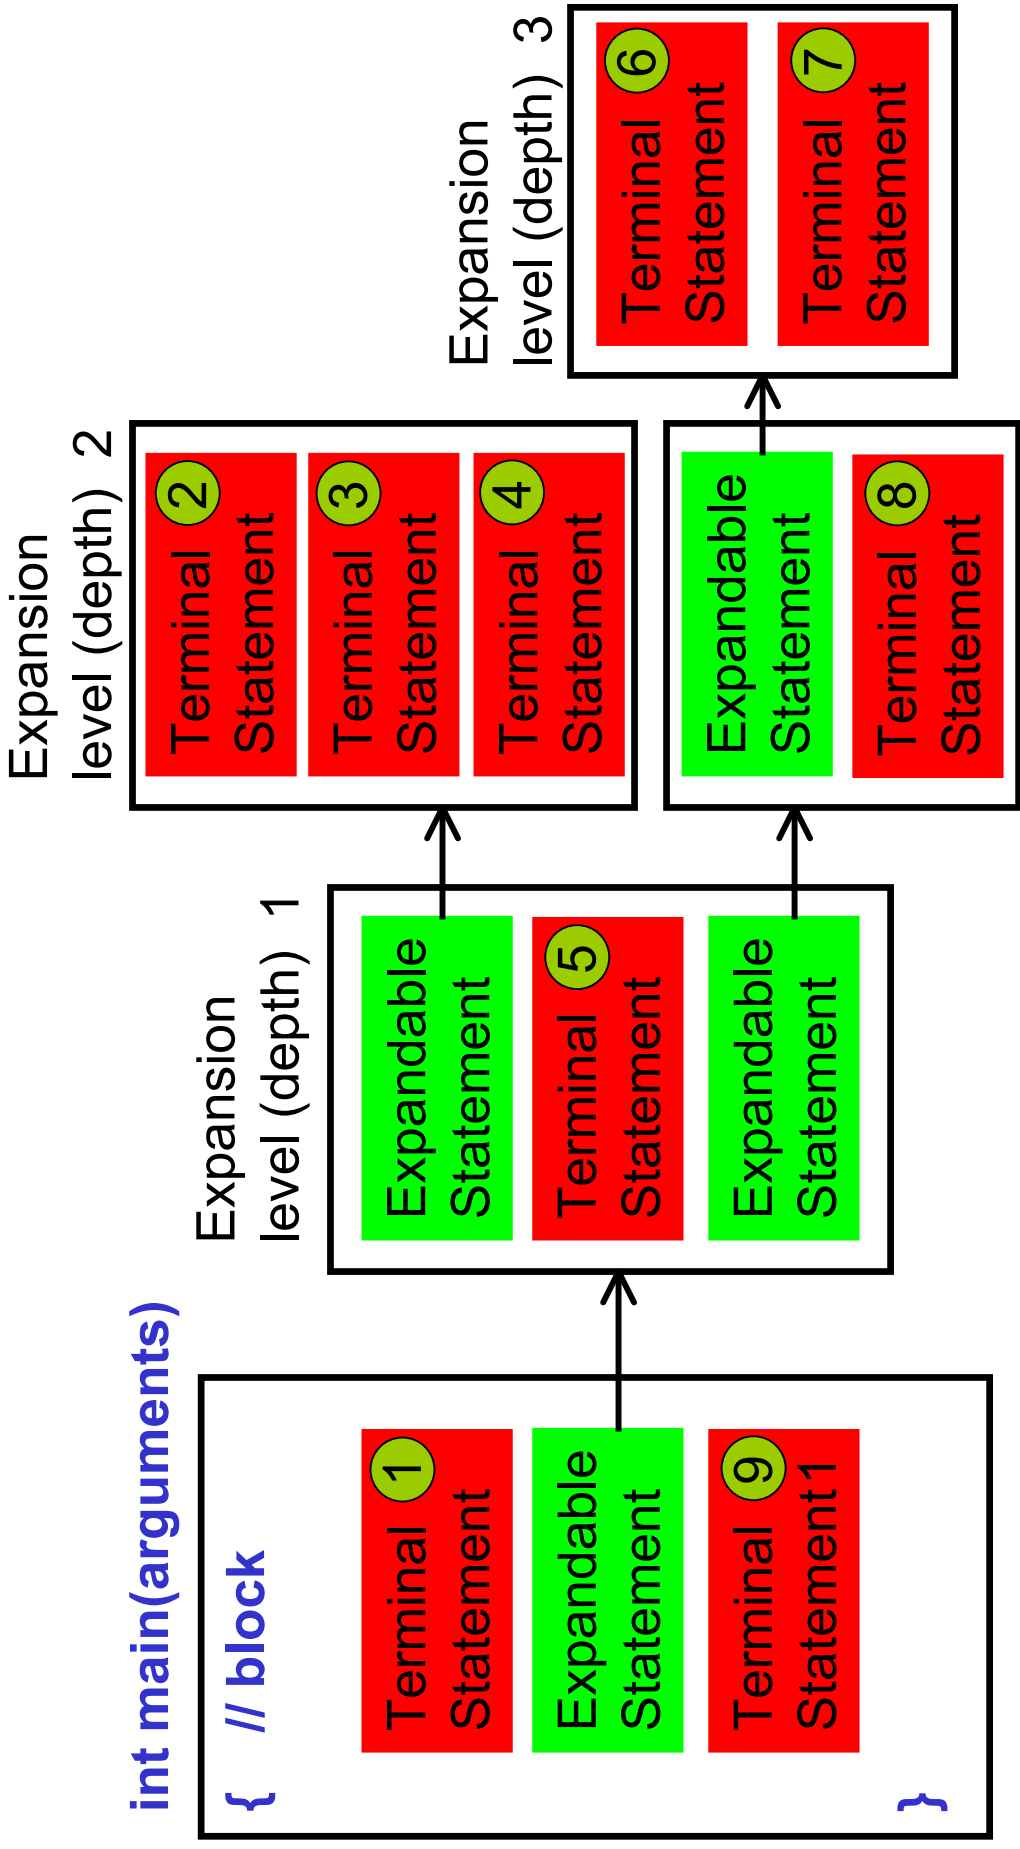 int main(arguments)
{ // block
Terminal 1
Statement
Expandable
Statement
Terminal 9
Statement1
}
Expansion
level (depth) 1
Expandable
Statement
Terminal 5
Statement
Expandable
Statement
Expansion
level (depth) 2
Terminal 2
Statement
Terminal 3
Statement
Terminal 4
Statement
Expandable
Statement
Terminal 8
Statement
Expansion
level (depth) 3
Terminal 6
Statement
Terminal 7
Statement